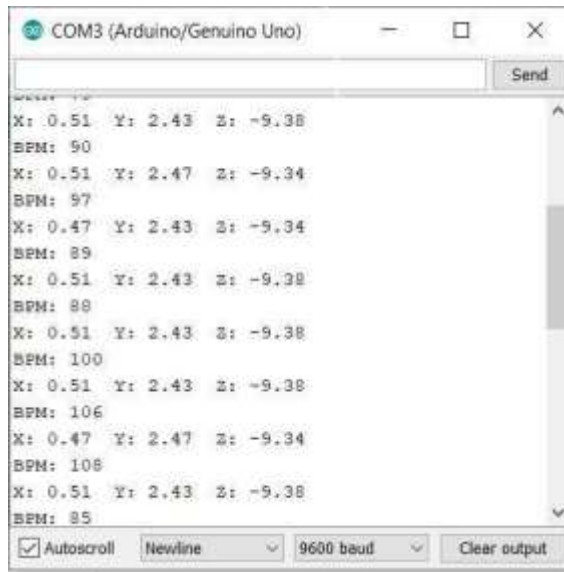 COM3 (Arduino/Genuino Uno)
Send
X: 0.51 Y: 2.43 Z: -9.38
BPM: 90
X: 0.51 Y: 2.47 Z: -9.34
BPM: 97
X: 0.47 Y: 2.43 Z: -9.34
BPM: 89
X: 0.51 Y: 2.43 Z: -9.38
BPM: 88
X: 0.51 Y: 2.43 Z: -9.38
BPM: 100
X: 0.51 Y: 2.43 Z: -9.38
BPM: 106
X: 0.47 Y: 2.47 Z: -9.34
BPM: 108
X: 0.51 Y: 2.43 Z: -9.38
BPM: 85
Autoscroll Newline 9600 baud Clear output